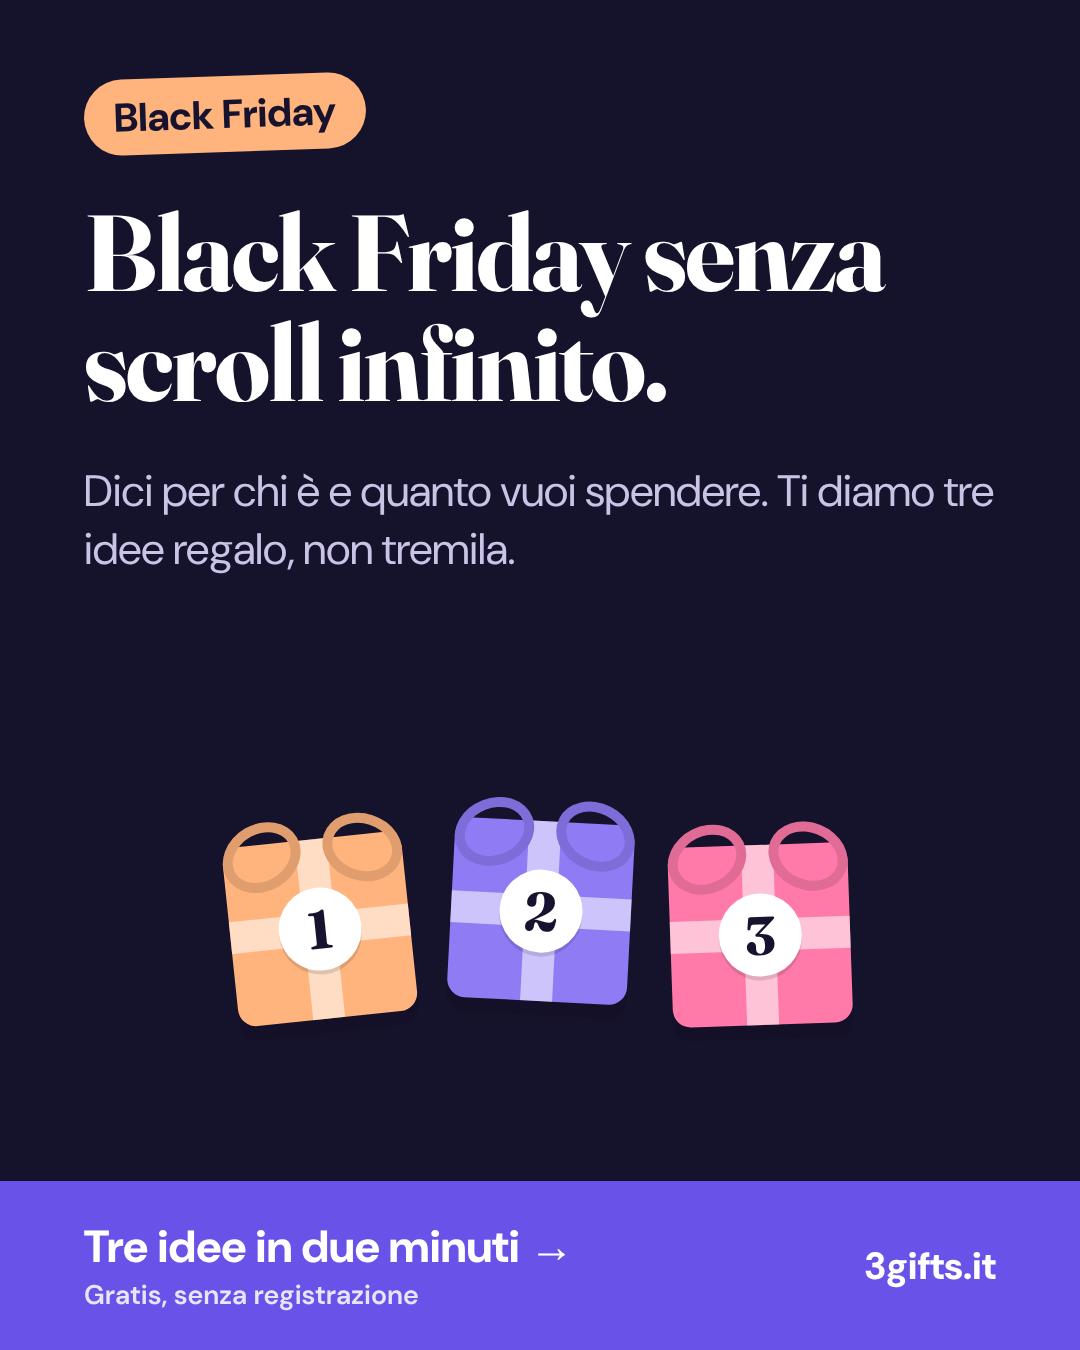 Black Friday
Black Friday senza
scroll infinito.
Dici per chi è e quanto vuoi spendere. Ti diamo tre
idee regalo, non tremila.
1
2
3
Tre idee in due minuti →
Gratis, senza registrazione
3gifts.it